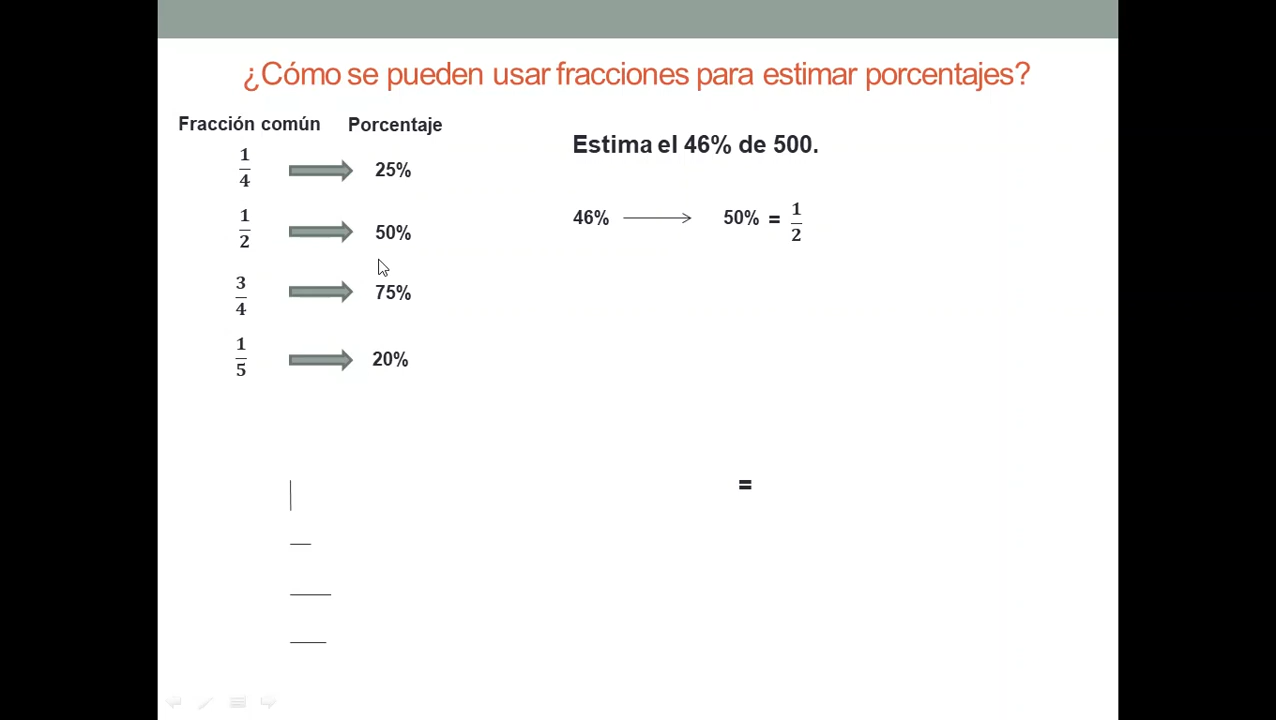 ¿Cómo se pueden usar fracciones para estimar porcentajes?
Fracción común Porcentaje
1/4 25%
1/2 50%
3/4 75%
1/5 20%
Estima el 46% de 500.
46% → 50% = 1/2
=